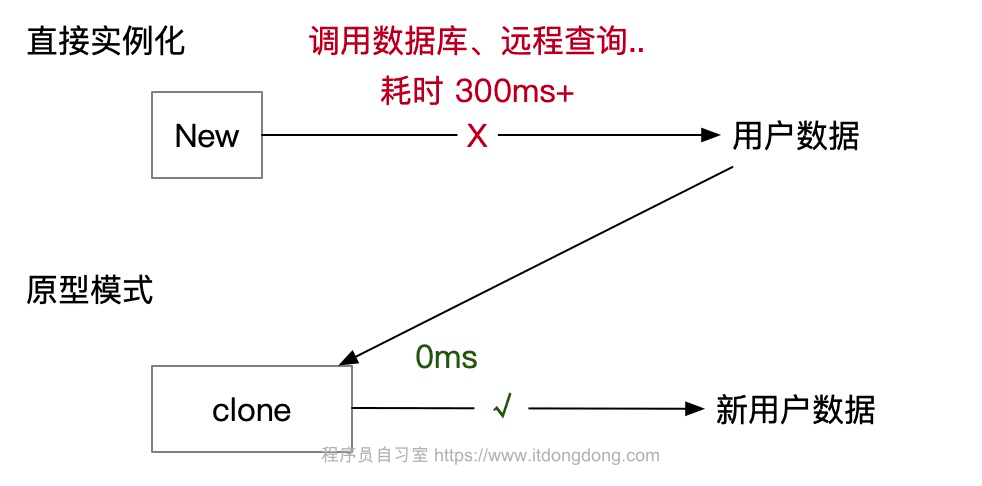 直接实例化
调用数据库、远程查询..
耗时 300ms+
New
X
用户数据
原型模式
0ms
clone
√
新用户数据
程序员自习室 https://www.itdongdong.com